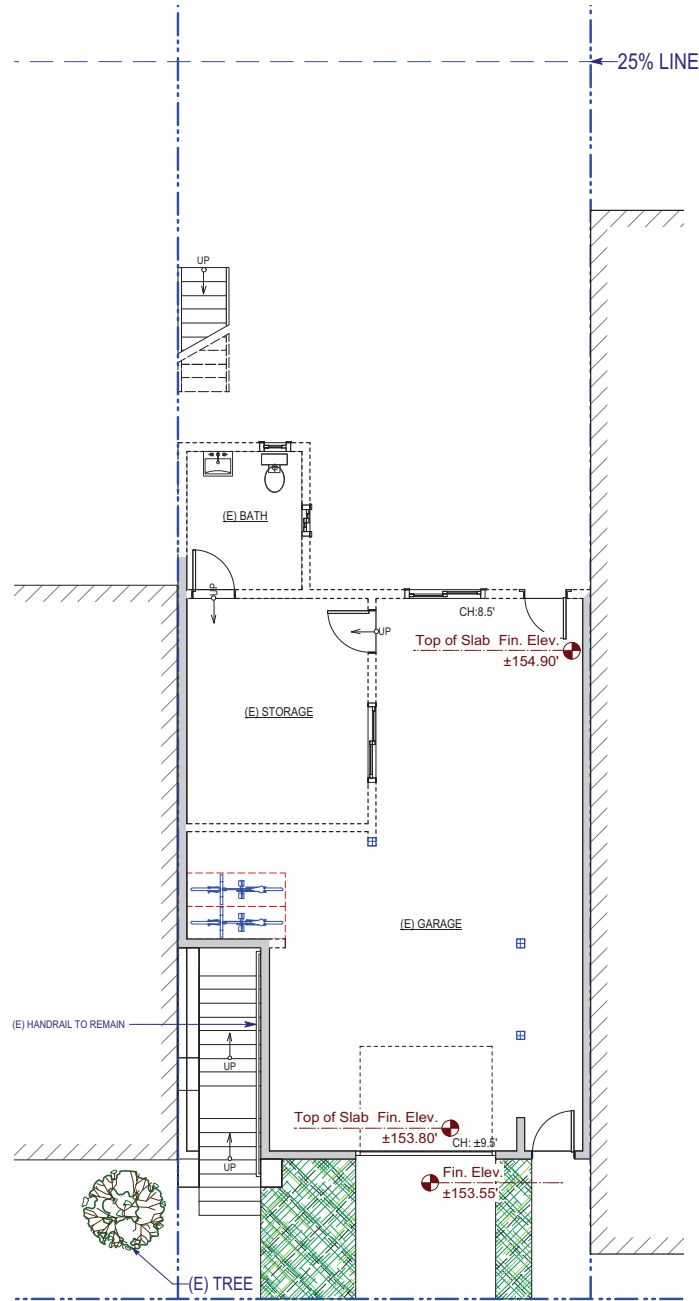 25% LINE
UP
(E) BATH
UP
CH:8.5'
UP
Top of Slab Fin. Elev.
±154.90'
(E) STORAGE
(E) GARAGE
(E) HANDRAIL TO REMAIN
UP
Top of Slab Fin. Elev.
±153.80'
CH: ±9.5'
UP
Fin. Elev.
±153.55'
(E) TREE